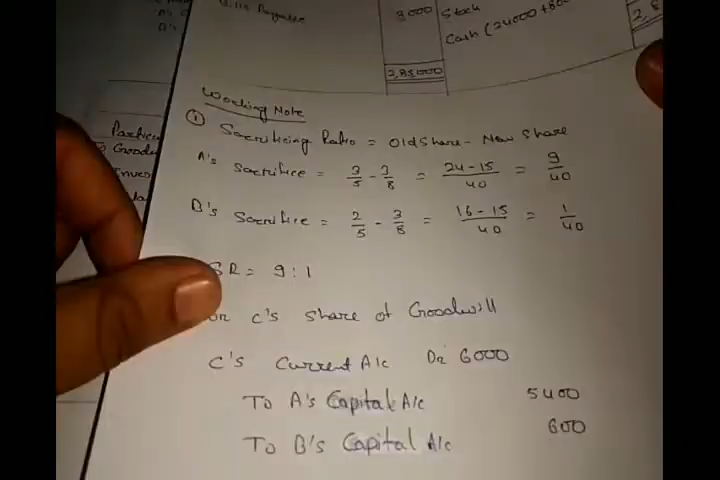 Bills Payable 3000 Stock
Cash (24000 +
2,85000
Working Note
① Sacrificing Ratio = Old Share - New Share
A's Sacrifice = 3/5 - 3/8 = 24-15/40 = 9/40
B's Sacrifice = 2/5 - 3/8 = 16-15/40 = 1/40
SR = 9:1
C's Share of Goodwill
C's Current A/c Dr 6000
To A's Capital A/c 5400
To B's Capital A/c 600